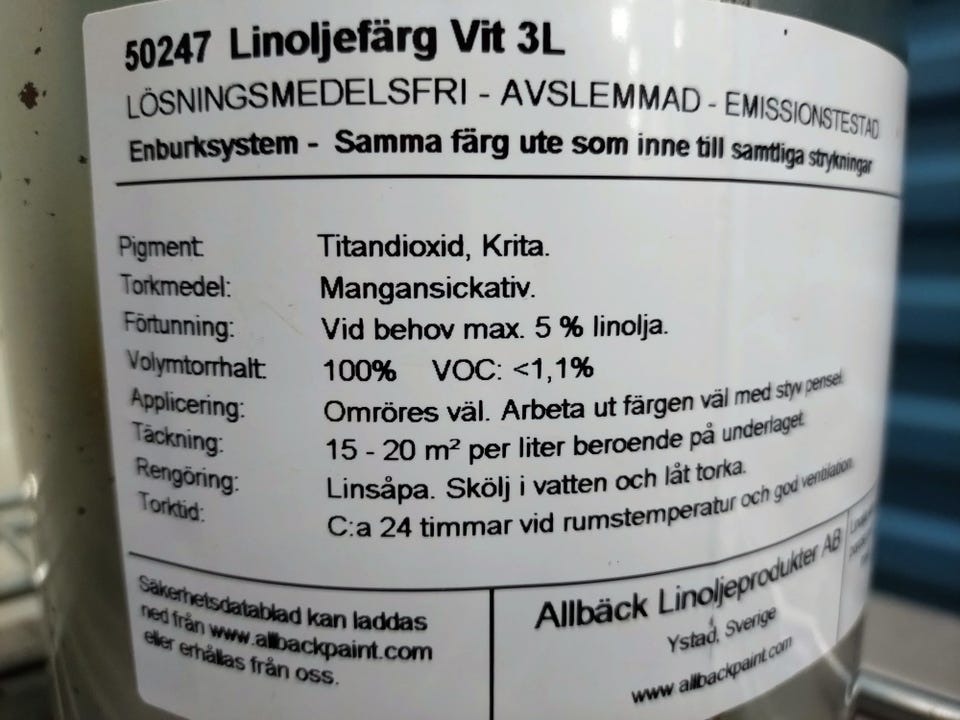 50247 Linoljefärg Vit 3L
LÖSNINGSMEDELSFRI - AVSLEMMAD - EMISSIONSTESTAD
Enburksystem - Samma färg ute som inne till samtliga strykningar
Pigment: Titandioxid, Krita.
Torkmedel: Mangansickativ.
Förtunning: Vid behov max. 5 % linolja.
Volymtorrhalt: 100% VOC: <1,1%
Applicering: Omröres väl. Arbeta ut färgen väl med styv pensel.
Täckning: 15 - 20 m² per liter beroende på underlaget.
Rengöring: Linsåpa. Skölj i vatten och låt torka.
Torktid: C:a 24 timmar vid rumstemperatur och god ventilation.
Säkerhetsdatablad kan laddas
ned från www.allbackpaint.com
eller erhållas från oss.
Allbäck Linoljeprodukter AB
Ystad, Sverige
www.allbackpaint.com